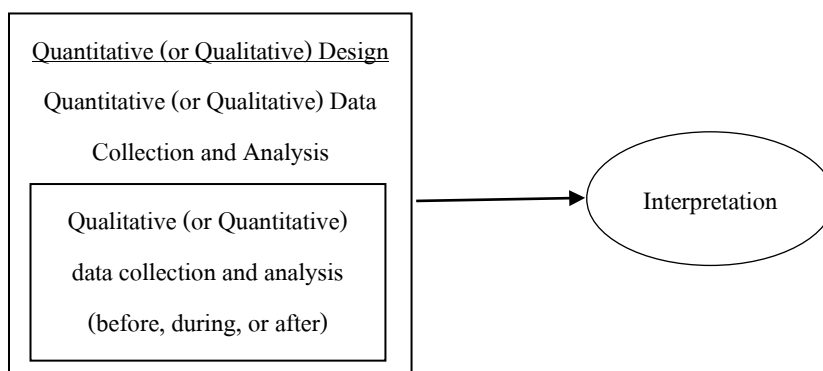 Quantitative (or Qualitative) Design
Quantitative (or Qualitative) Data
Collection and Analysis
Qualitative (or Quantitative)
data collection and analysis
(before, during, or after)
Interpretation